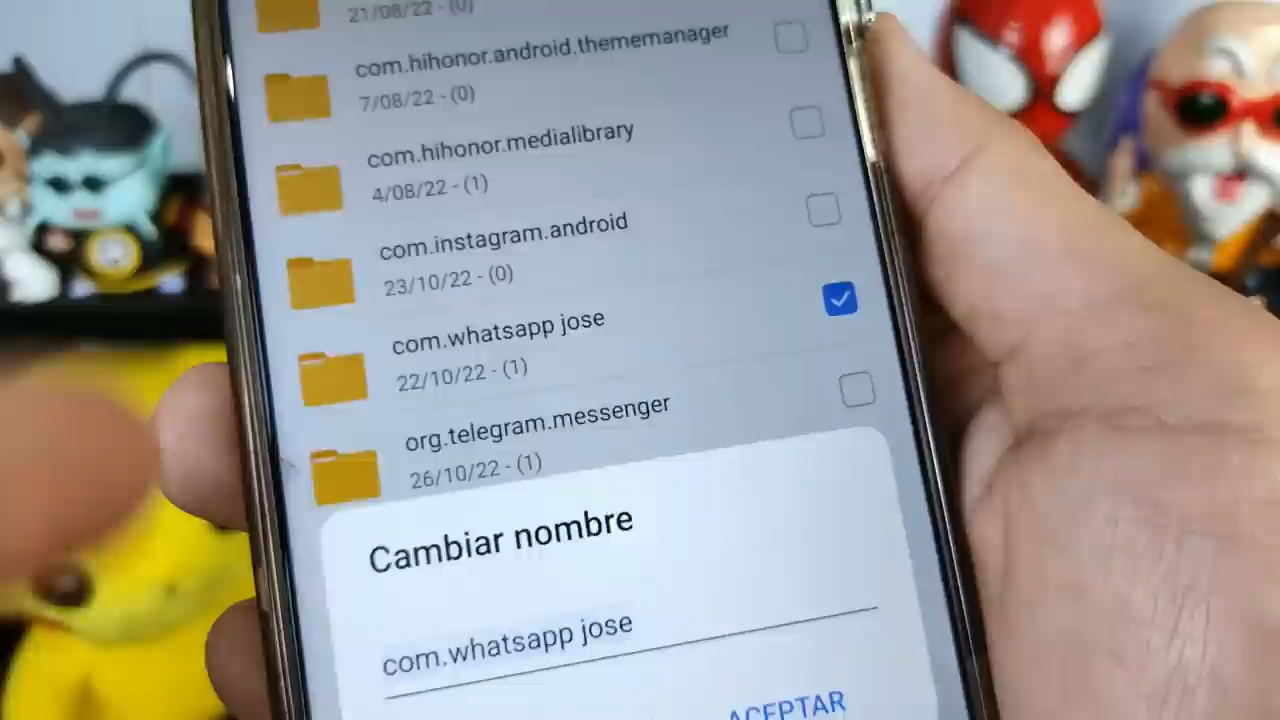 21/08/22 - (0)
com.hihonor.android.thememanager
7/08/22 - (0)
com.hihonor.medialibrary
4/08/22 - (1)
com.instagram.android
23/10/22 - (0)
com.whatsapp jose
22/10/22 - (1)
org.telegram.messenger
26/10/22 - (1)
Cambiar nombre
com.whatsapp jose
ACEPTAR